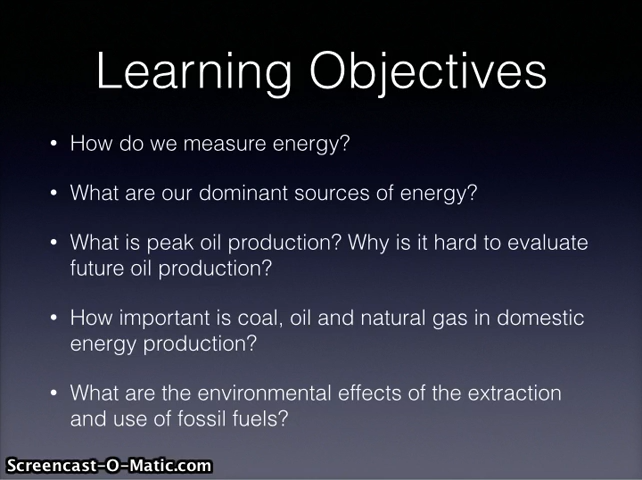 Learning Objectives
• How do we measure energy?
• What are our dominant sources of energy?
• What is peak oil production? Why is it hard to evaluate
future oil production?
• How important is coal, oil and natural gas in domestic
energy production?
• What are the environmental effects of the extraction
and use of fossil fuels?
Screencast-O-Matic.com